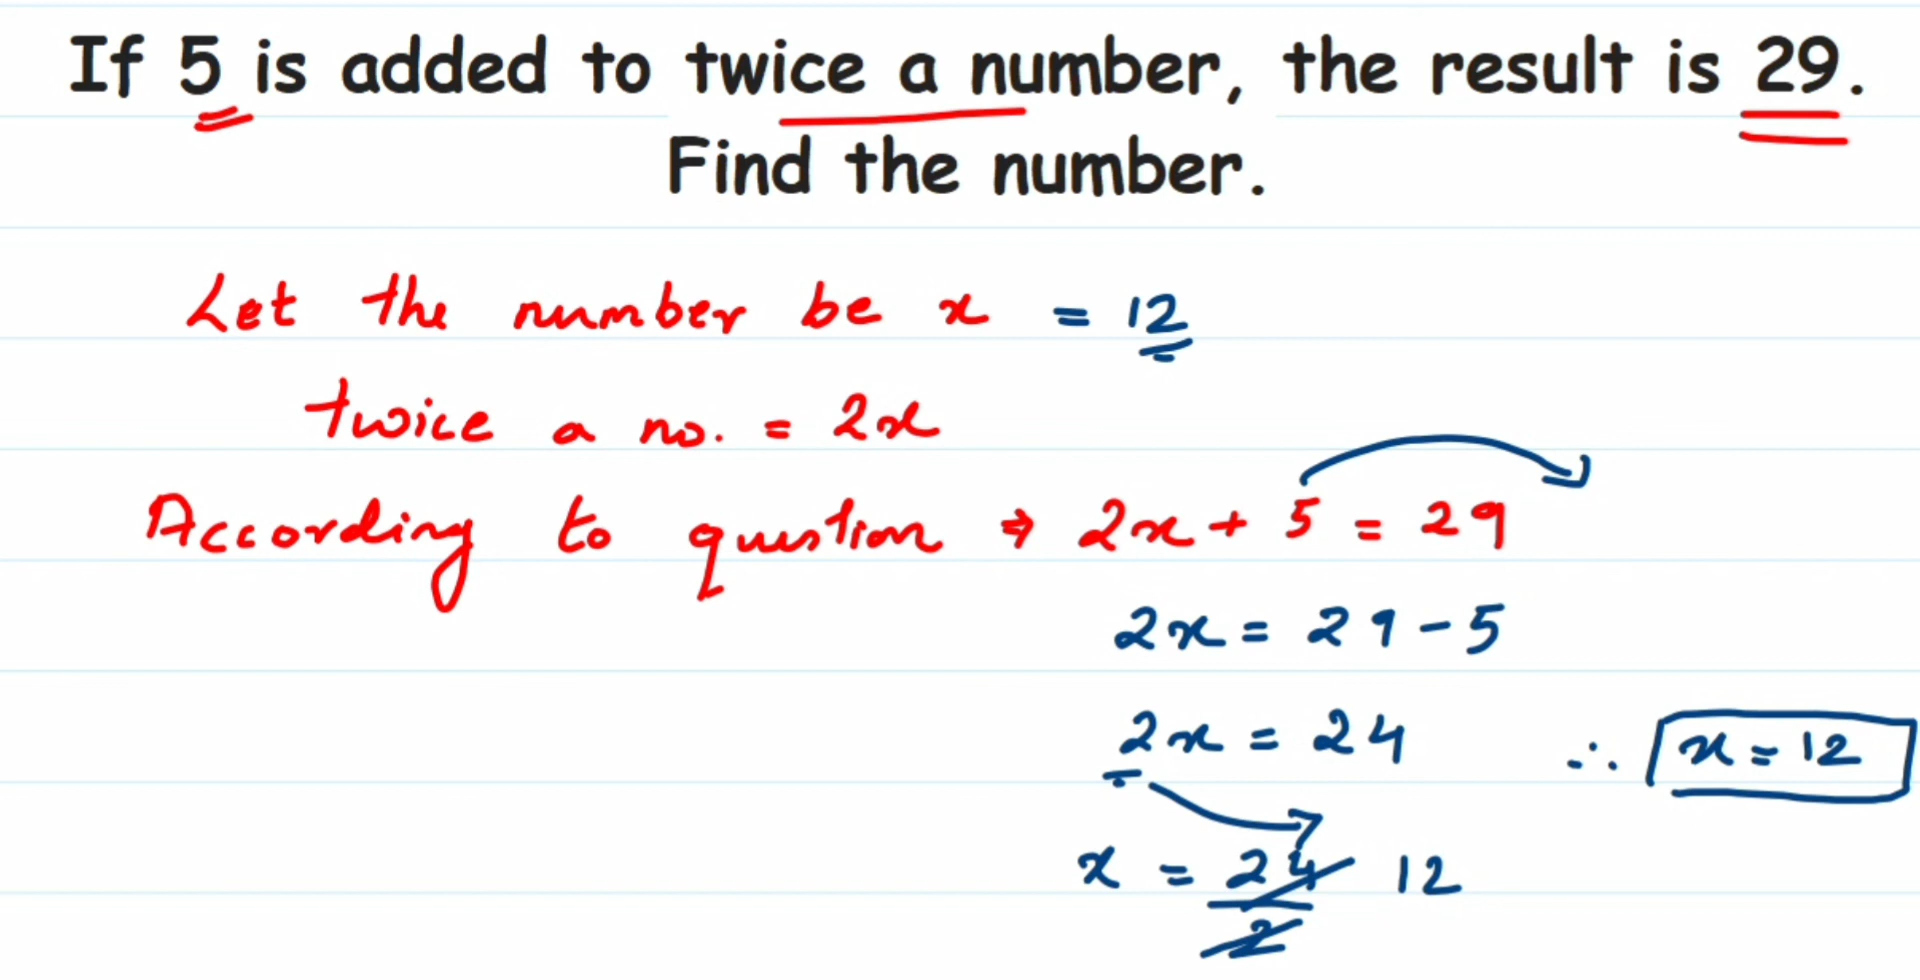 If 5 is added to twice a number, the result is 29.
Find the number.
Let the number be x = 12
twice a no. = 2x
According to question ⇒ 2x + 5 = 29
2x = 29 - 5
2x = 24
∴ x = 12
x = 24/2 12